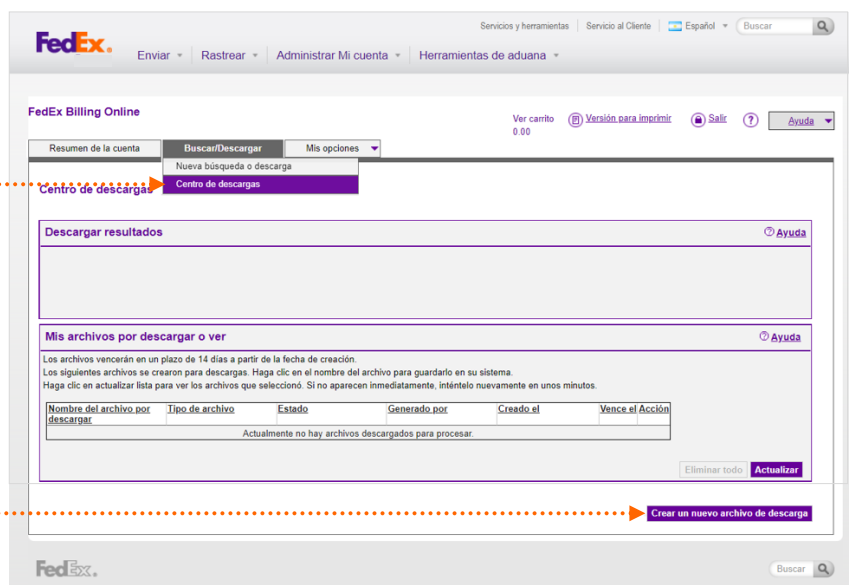 Servicios y herramientas Servicio al Cliente Español Buscar
FedEx.
Enviar Rastrear Administrar Mi cuenta Herramientas de aduana
FedEx Billing Online
Ver carrito Versión para imprimir Salir ? Ayuda
0.00
Resumen de la cuenta Buscar/Descargar Mis opciones
Nueva búsqueda o descarga
Centro de descargas
Centro de descargas
Descargar resultados ? Ayuda
Mis archivos por descargar o ver ? Ayuda
Los archivos vencerán en un plazo de 14 días a partir de la fecha de creación.
Los siguientes archivos se crearon para descargas. Haga clic en el nombre del archivo para guardarlo en su sistema.
Haga clic en actualizar lista para ver los archivos que seleccionó. Si no aparecen inmediatamente, inténtelo nuevamente en unos minutos.
Nombre del archivo por Tipo de archivo Estado Generado por Creado el Vence el Acción
descargar
Actualmente no hay archivos descargados para procesar.
Eliminar todo Actualizar
Crear un nuevo archivo de descarga
FedEx. Buscar